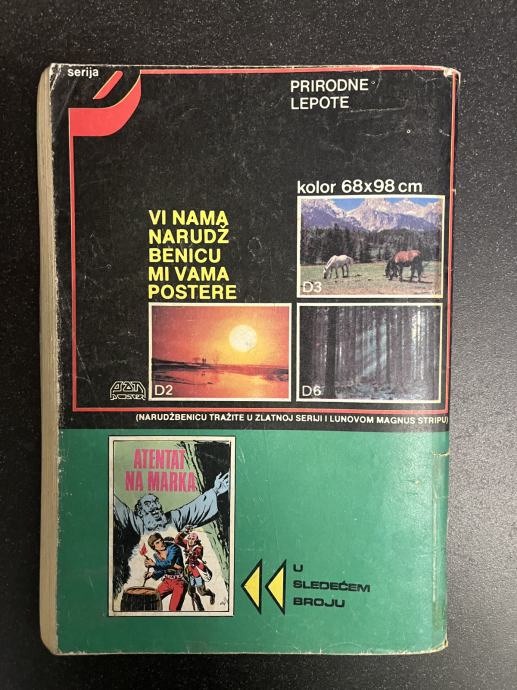 serija
PRIRODNE
LEPOTE
kolor 68x98 cm
VI NAMA
NARUDŽ
BENICU
MI VAMA
POSTERE
D3
D2
D6
(NARUDŽBENICU TRAŽITE U ZLATNOJ SERIJI I LUNOVOM MAGNUS STRIPU)
ATENTAT
NA MARKA
U
SLEDEĆEM
BROJU